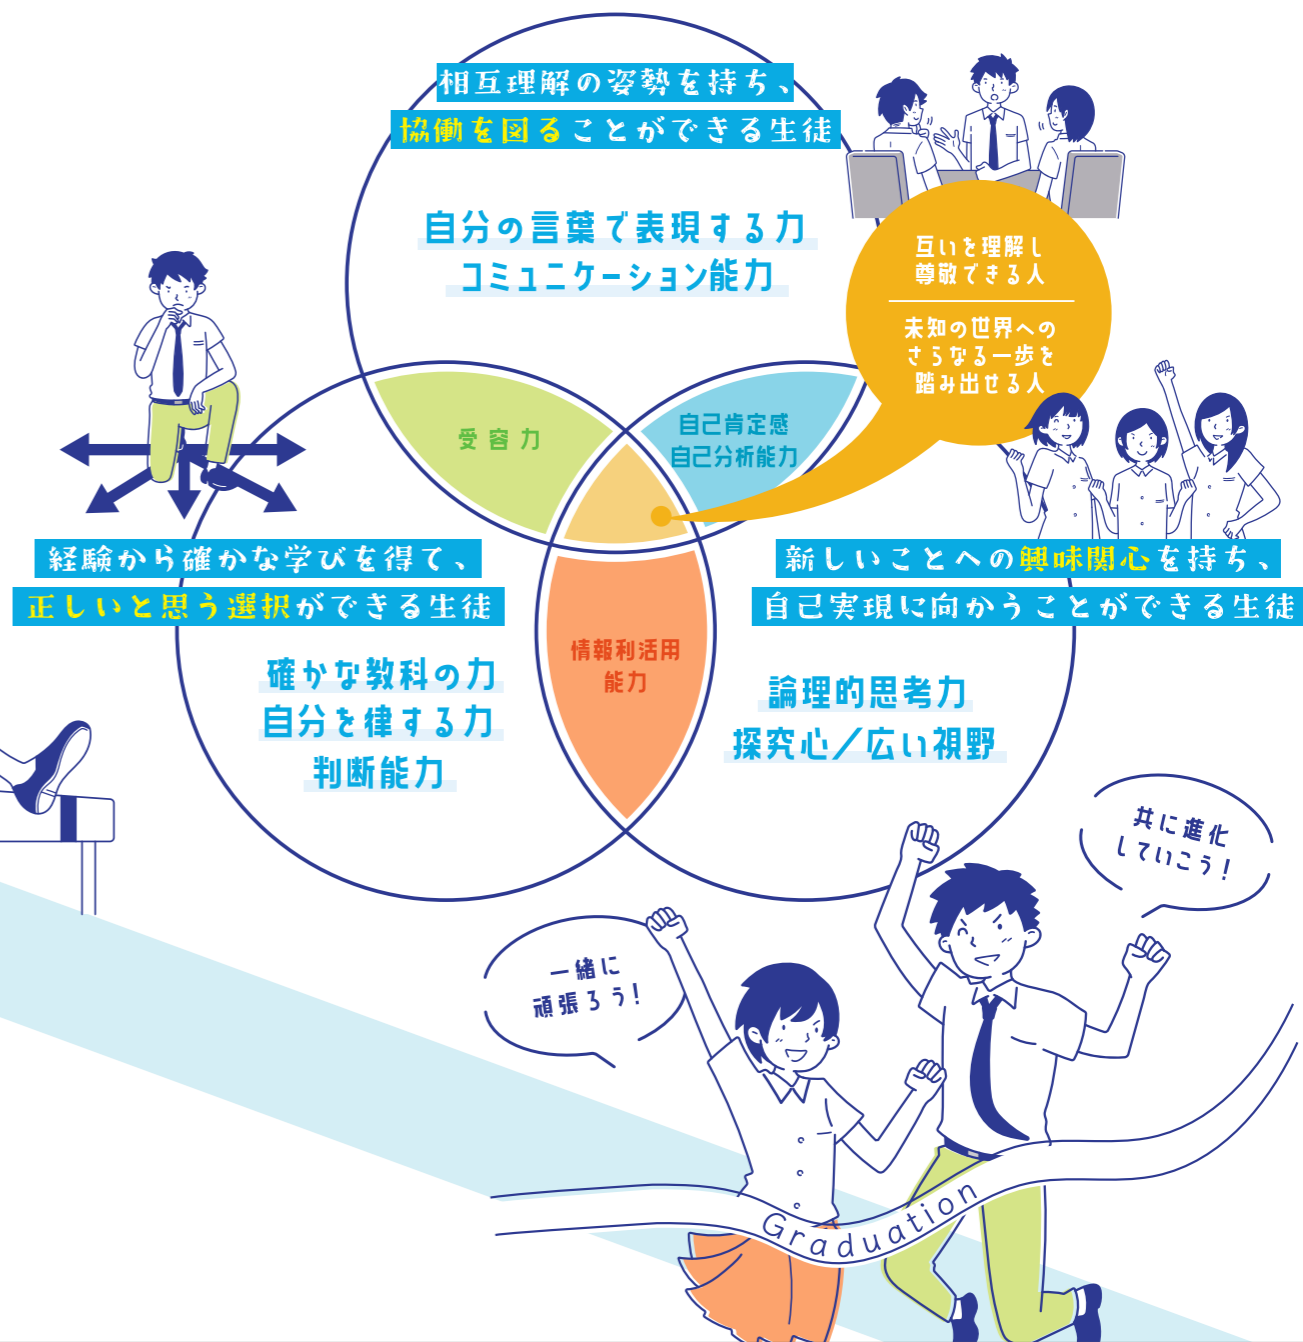 相互理解の姿勢を持ち、
協働を図ることができる生徒
自分の言葉で表現する力
コミュニケーション能力
互いを理解し
尊敬できる人
未知の世界への
さらなる一歩を
踏み出せる人
受容力
自己肯定感
自己分析能力
経験から確かな学びを得て、
正しいと思う選択ができる生徒
新しいことへの興味関心を持ち、
自己実現に向かうことができる生徒
情報利活用
能力
確かな教科の力
自分を律する力
判断能力
論理的思考力
探究心／広い視野
共に進化
していこう！
一緒に
頑張ろう！
Graduation